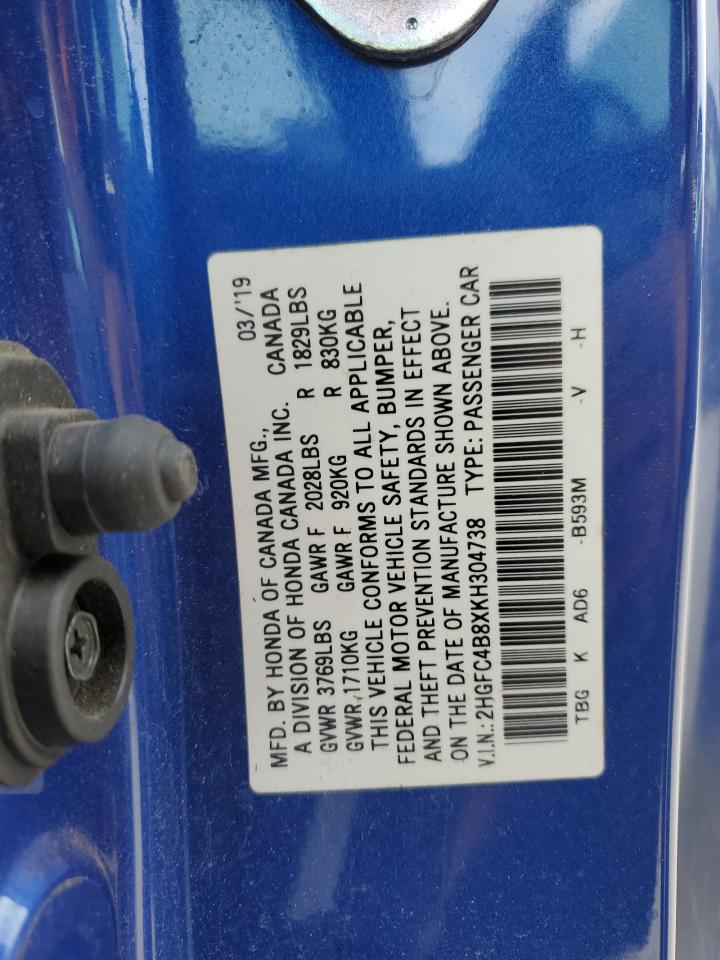 03/'19
MFD. BY HONDA OF CANADA MFG.,
A DIVISION OF HONDA CANADA INC. CANADA
GVWR 3769LBS GAWR F 2028LBS R 1829LBS
GVWR 1710KG GAWR F 920KG R 830KG
THIS VEHICLE CONFORMS TO ALL APPLICABLE
FEDERAL MOTOR VEHICLE SAFETY, BUMPER,
AND THEFT PREVENTION STANDARDS IN EFFECT
ON THE DATE OF MANUFACTURE SHOWN ABOVE.
V.I.N.: 2HGFC4B8XKH304738 TYPE: PASSENGER CAR
TBG K AD6 -B593M -V -H